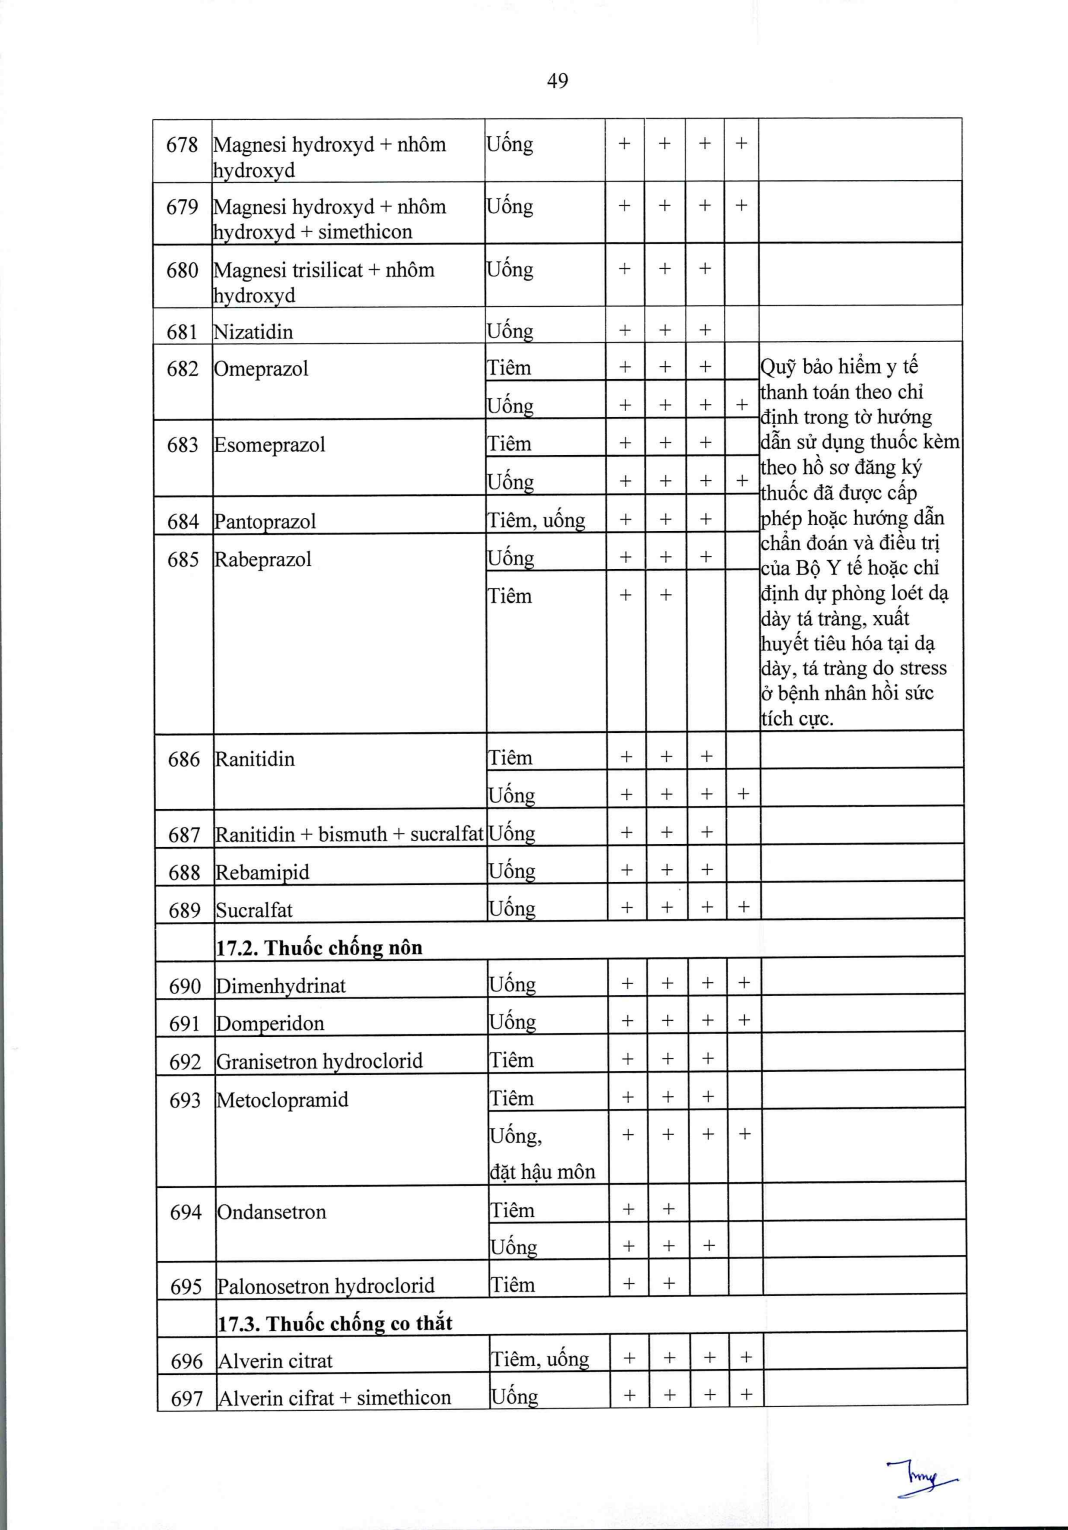 49
678 Magnesi hydroxyd + nhôm Uống + + + +
hydroxyd
679 Magnesi hydroxyd + nhôm Uống + + + +
hydroxyd + simethicon
680 Magnesi trisilicat + nhôm Uống + + +
hydroxyd
681 Nizatidin Uống + + +
682 Omeprazol Tiêm + + +
Uống + + + +
683 Esomeprazol Tiêm + + +
Uống + + + +
684 Pantoprazol Tiêm, uống + + +
685 Rabeprazol Uống + + +
Tiêm + +
Quỹ bảo hiểm y tế
thanh toán theo chỉ
định trong tờ hướng
dẫn sử dụng thuốc kèm
theo hồ sơ đăng ký
thuốc đã được cấp
phép hoặc hướng dẫn
chẩn đoán và điều trị
của Bộ Y tế hoặc chỉ
định dự phòng loét dạ
dày tá tràng, xuất
huyết tiêu hóa tại dạ
dày, tá tràng do stress
ở bệnh nhân hồi sức
tích cực.
686 Ranitidin Tiêm + + +
Uống + + + +
687 Ranitidin + bismuth + sucralfat Uống + + +
688 Rebamipid Uống + + +
689 Sucralfat Uống + + + +
17.2. Thuốc chống nôn
690 Dimenhydrinat Uống + + + +
691 Domperidon Uống + + + +
692 Granisetron hydroclorid Tiêm + + +
693 Metoclopramid Tiêm + + +
Uống, + + + +
đặt hậu môn
694 Ondansetron Tiêm + +
Uống + + +
695 Palonosetron hydroclorid Tiêm + +
17.3. Thuốc chống co thắt
696 Alverin citrat Tiêm, uống + + + +
697 Alverin cifrat + simethicon Uống + + + +